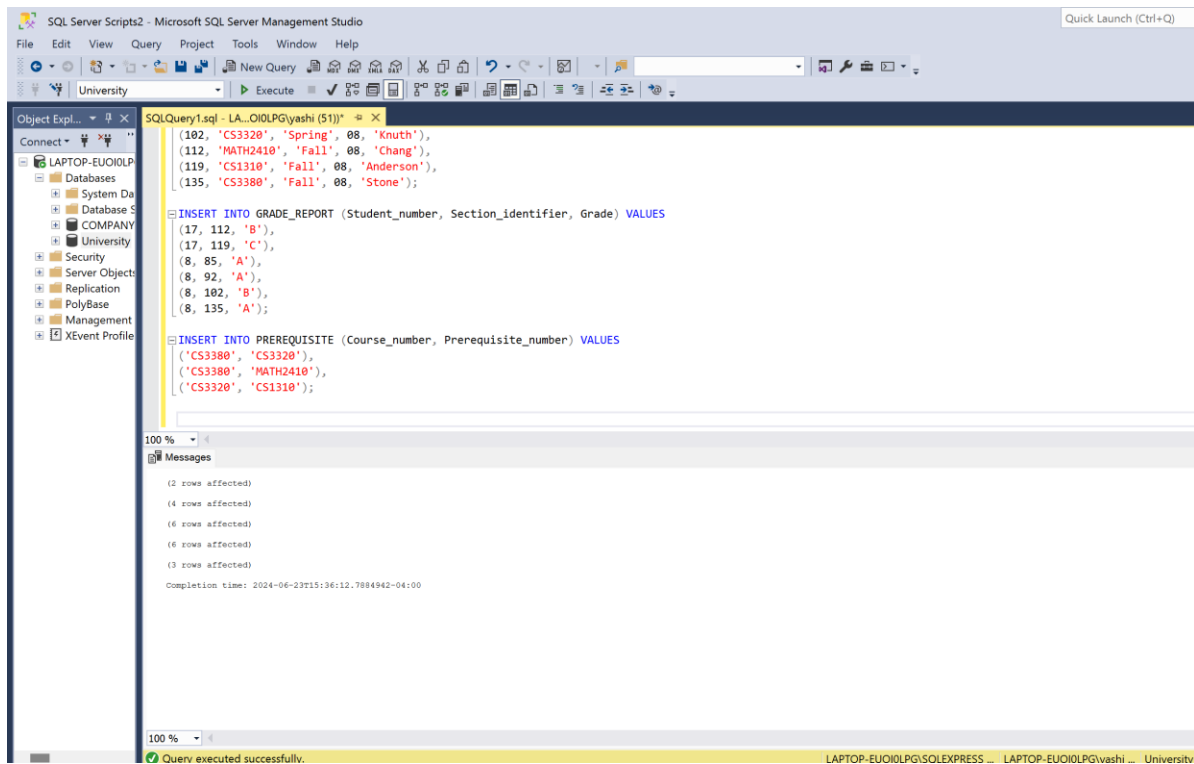 SQL Server Scripts2 - Microsoft SQL Server Management Studio
Quick Launch (Ctrl+Q)
File Edit View Query Project Tools Window Help
New Query MDX DMX XMLA DAX
University Execute
Object Expl...
SQLQuery1.sql - LA...OI0LPG\yashi (51))*
Connect
LAPTOP-EUOI0LP
Databases
System Da
Database S
COMPANY
University
Security
Server Objects
Replication
PolyBase
Management
XEvent Profile
(102, 'CS3320', 'Spring', 08, 'Knuth'),
(112, 'MATH2410', 'Fall', 08, 'Chang'),
(119, 'CS1310', 'Fall', 08, 'Anderson'),
(135, 'CS3380', 'Fall', 08, 'Stone');
INSERT INTO GRADE_REPORT (Student_number, Section_identifier, Grade) VALUES
(17, 112, 'B'),
(17, 119, 'C'),
(8, 85, 'A'),
(8, 92, 'A'),
(8, 102, 'B'),
(8, 135, 'A');
INSERT INTO PREREQUISITE (Course_number, Prerequisite_number) VALUES
('CS3380', 'CS3320'),
('CS3380', 'MATH2410'),
('CS3320', 'CS1310');
100 %
Messages
(2 rows affected)
(4 rows affected)
(6 rows affected)
(6 rows affected)
(3 rows affected)
Completion time: 2024-06-23T15:36:12.7884942-04:00
100 %
Query executed successfully.
LAPTOP-EUOI0LPG\SQLEXPRESS ... LAPTOP-EUOI0LPG\yashi ... University